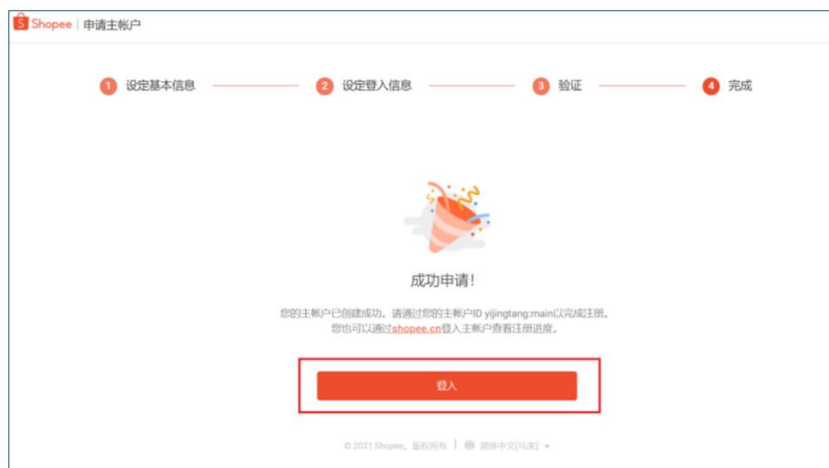 Shopee | 申请主帐户
1 设定基本信息 2 设定登入信息 3 验证 4 完成
成功申请！
您的主帐户已创建成功。请通过您的主帐户ID yijingtang:main以完成注册。
您也可以通过shopee.cn登入主帐户查看注册进度。
登入
© 2021 Shopee。版权所有 | 简体中文(马来)